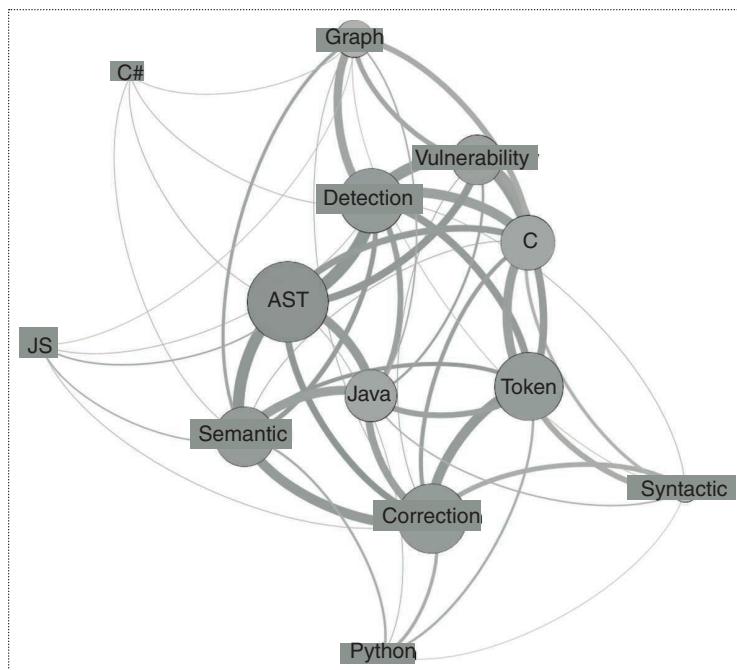 Graph
C#
Vulnerability
Detection
C
AST
JS
Java
Token
Semantic
Syntactic
Correction
Python